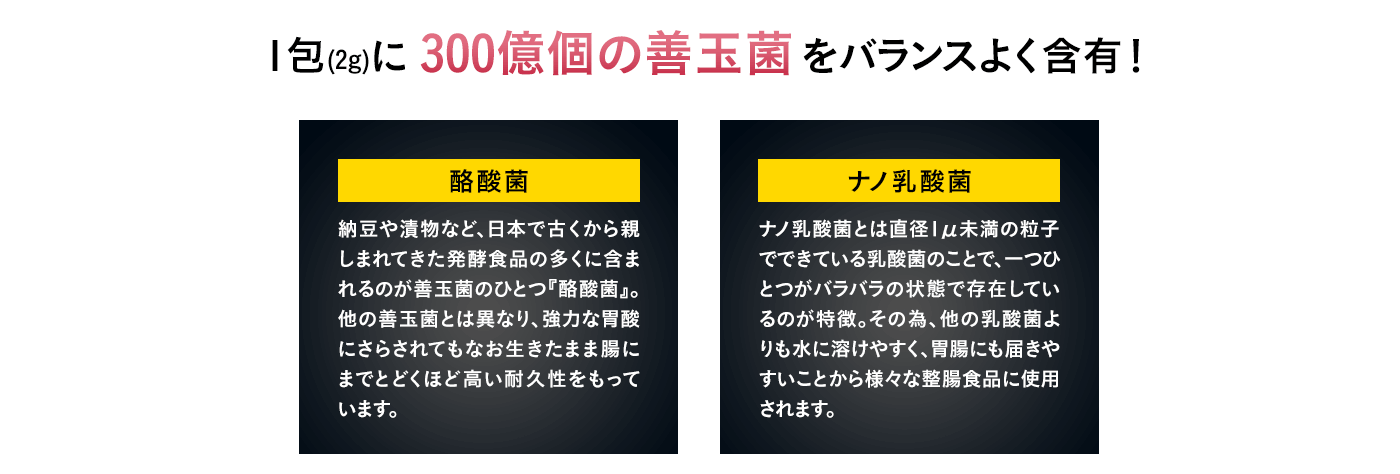 1包(2g)に 300億個の善玉菌 をバランスよく含有！
酪酸菌
納豆や漬物など、日本で古くから親
しまれてきた発酵食品の多くに含ま
れるのが善玉菌のひとつ『酪酸菌』。
他の善玉菌とは異なり、強力な胃酸
にさらされてもなお生きたまま腸に
までとどくほど高い耐久性をもって
います。
ナノ乳酸菌
ナノ乳酸菌とは直径1μ未満の粒子
でできている乳酸菌のことで、一つひ
とつがバラバラの状態で存在してい
るのが特徴。その為、他の乳酸菌よ
りも水に溶けやすく、胃腸にも届きや
すいことから様々な整腸食品に使用
されます。